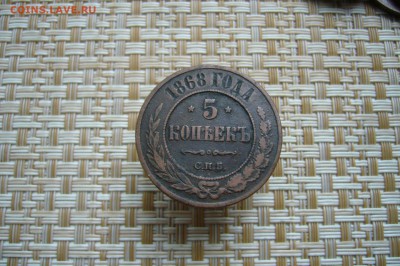 COINS.LAVE.RU
1868 ГОДА
5
КОПѢЕКЪ
С.П.Б.